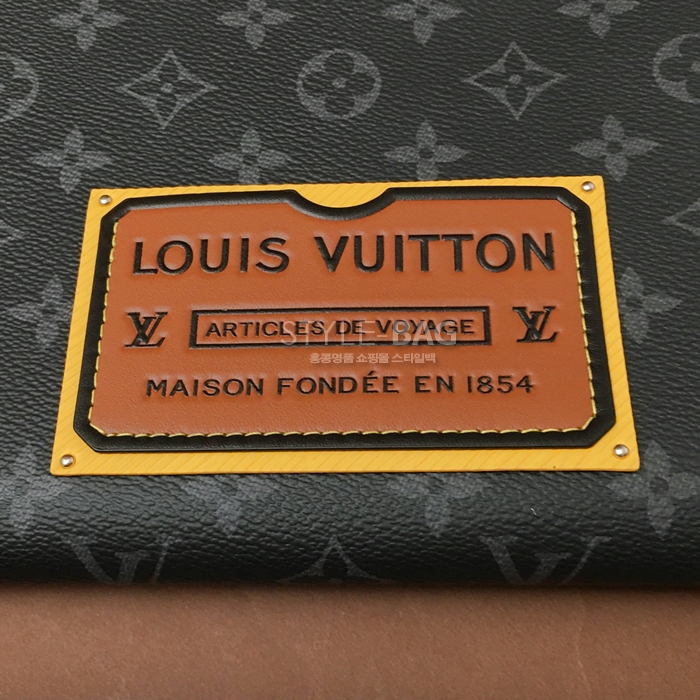 LOUIS VUITTON
LV ARTICLES DE VOYAGE LV
STYLE-BAG
홍콩명품 쇼핑몰 스타일백
MAISON FONDÉE EN 1854